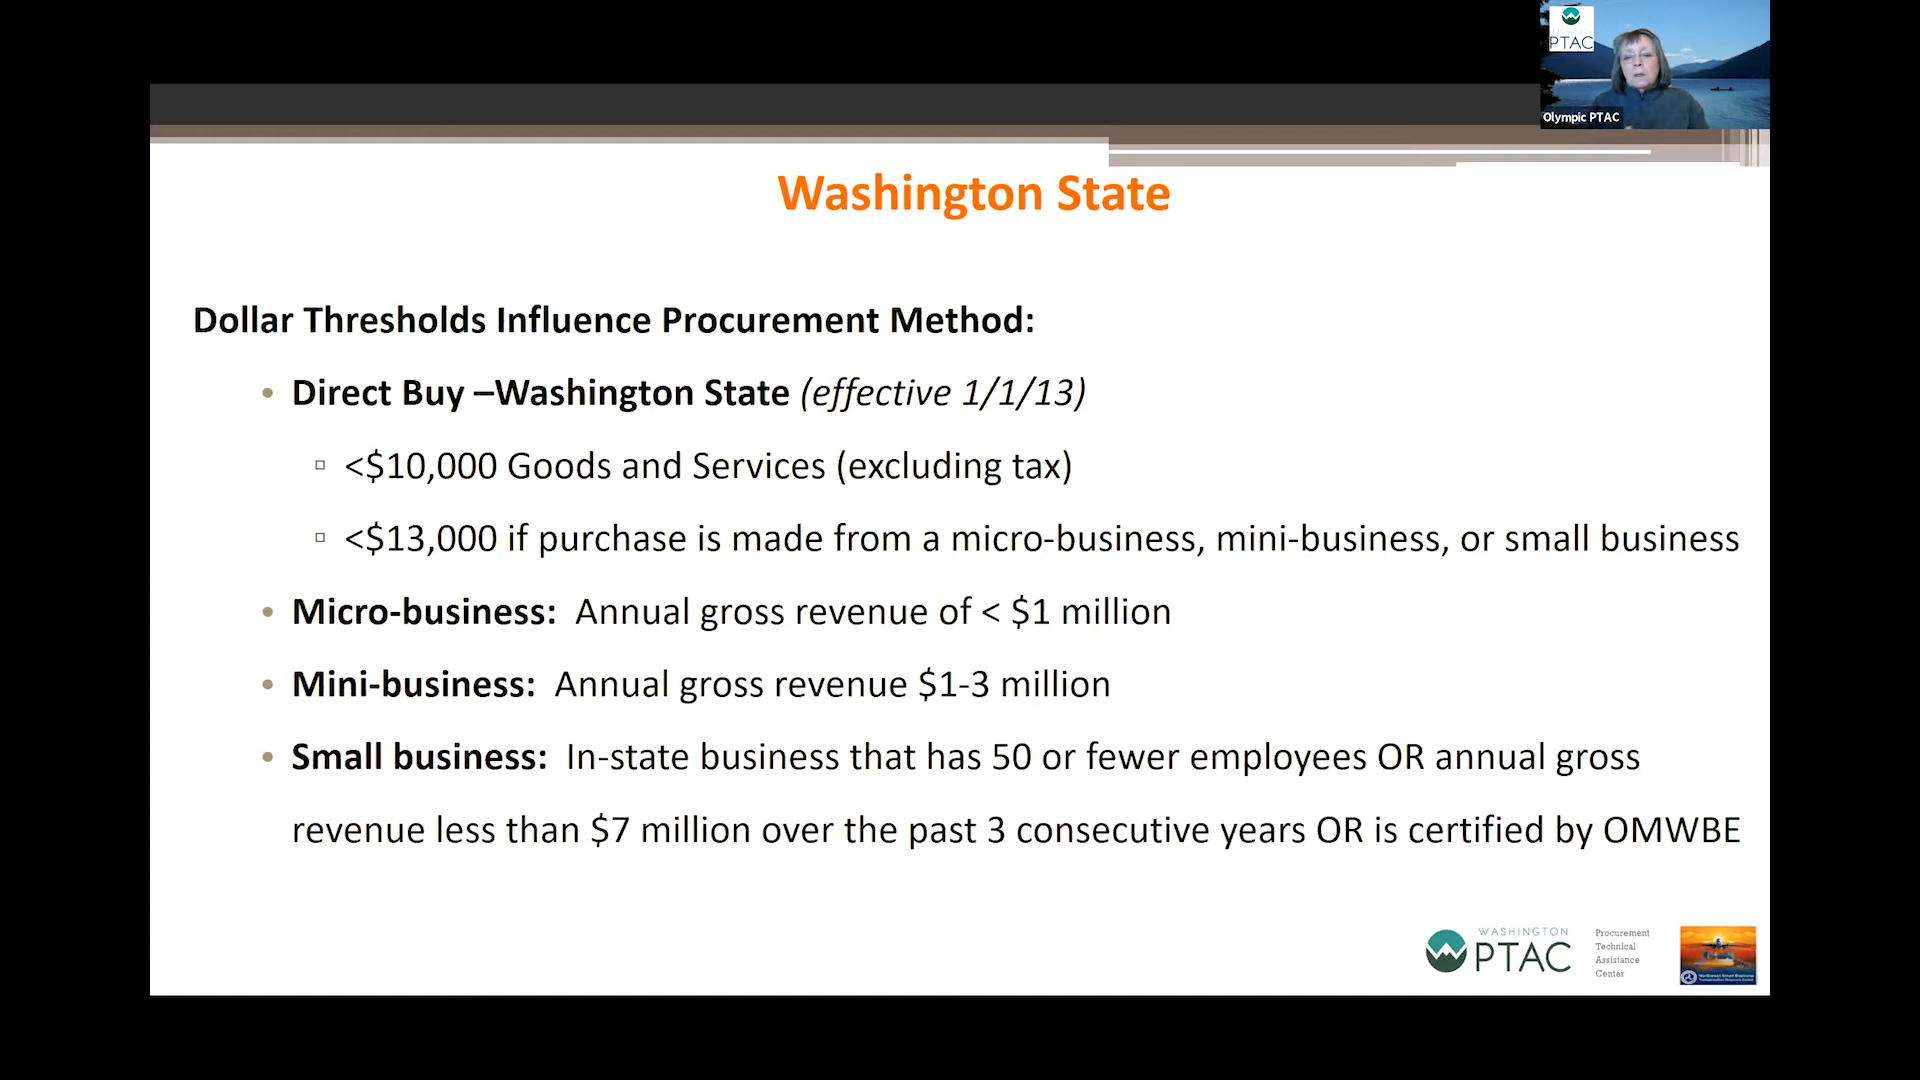 PTAC
Olympic PTAC
Washington State
Dollar Thresholds Influence Procurement Method:
• Direct Buy –Washington State (effective 1/1/13)
▫ <$10,000 Goods and Services (excluding tax)
▫ <$13,000 if purchase is made from a micro-business, mini-business, or small business
• Micro-business: Annual gross revenue of < $1 million
• Mini-business: Annual gross revenue $1-3 million
• Small business: In-state business that has 50 or fewer employees OR annual gross
revenue less than $7 million over the past 3 consecutive years OR is certified by OMWBE
WASHINGTON
PTAC
Procurement
Technical
Assistance
Center
Northwest Small Business